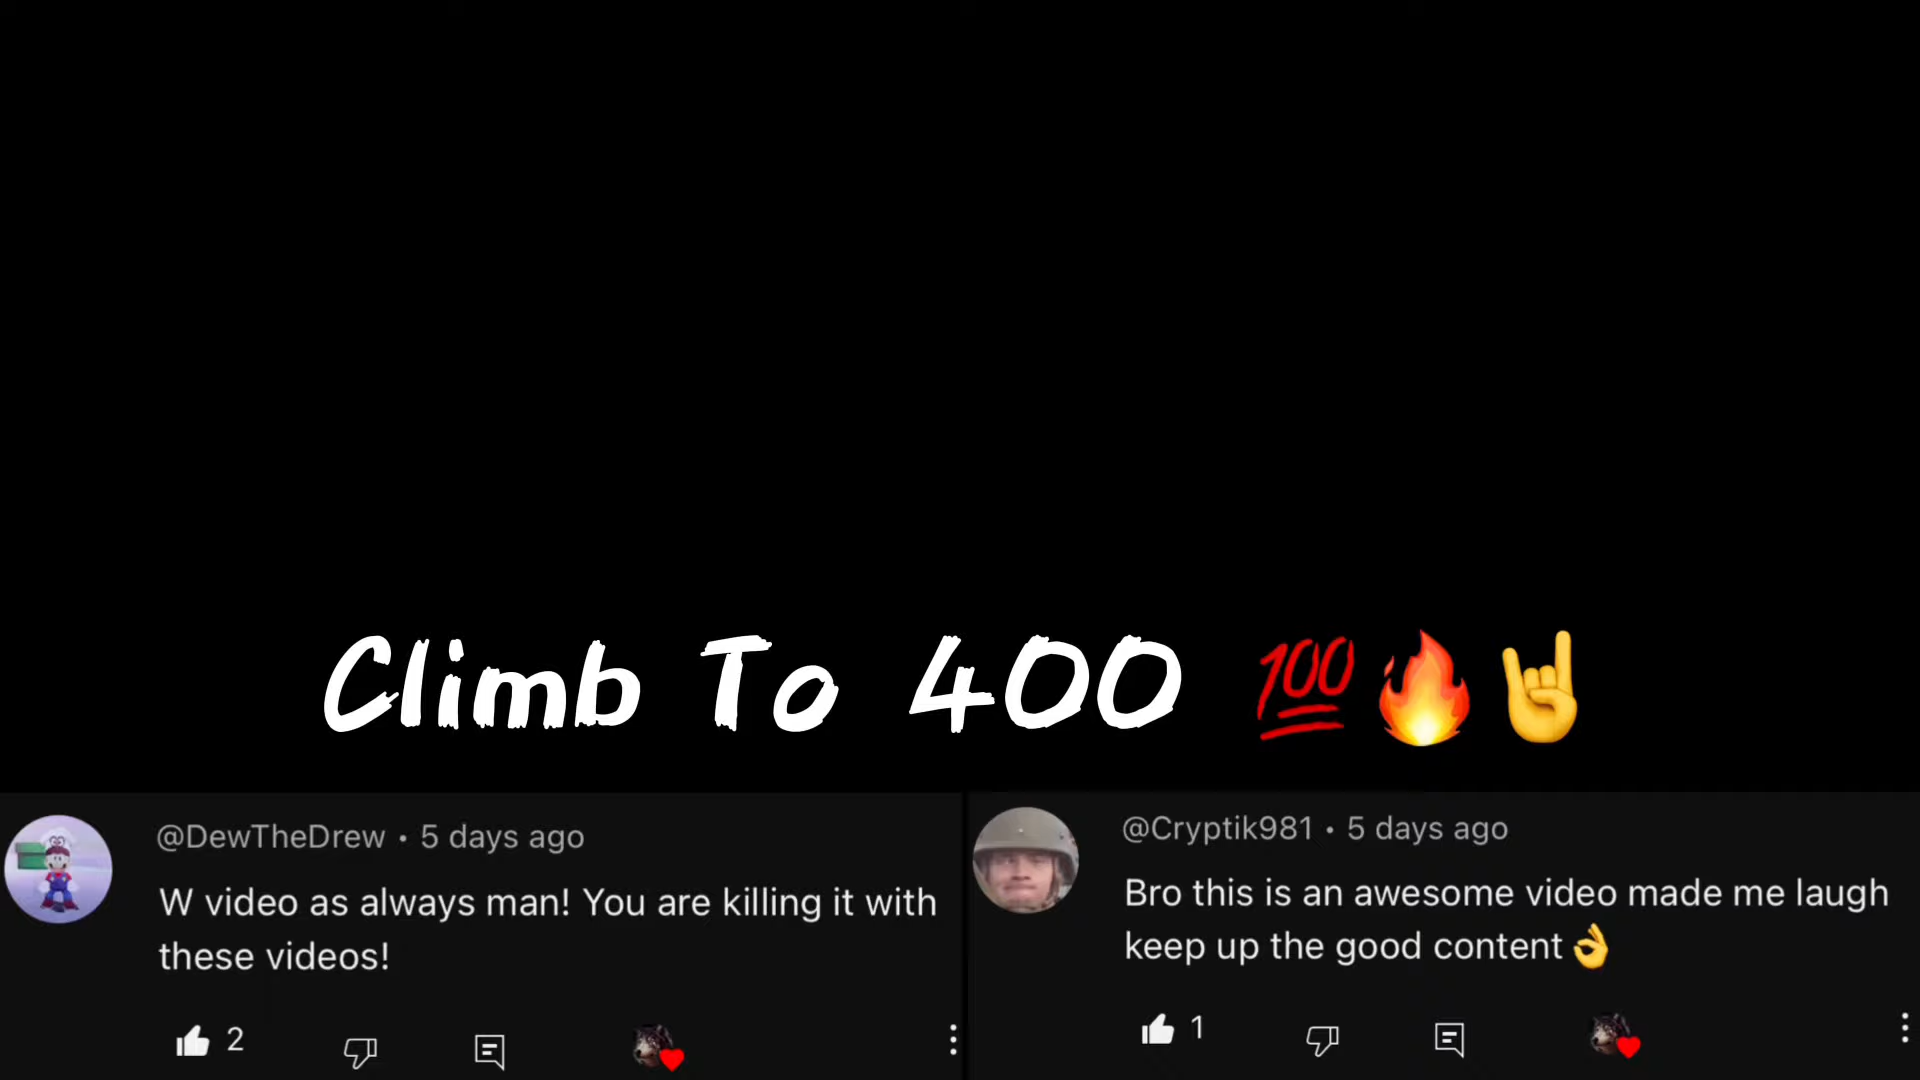 Climb To 400 💯🔥🤘
@DewTheDrew • 5 days ago
W video as always man! You are killing it with
these videos!
2
@Cryptik981 • 5 days ago
Bro this is an awesome video made me laugh
keep up the good content👌
1